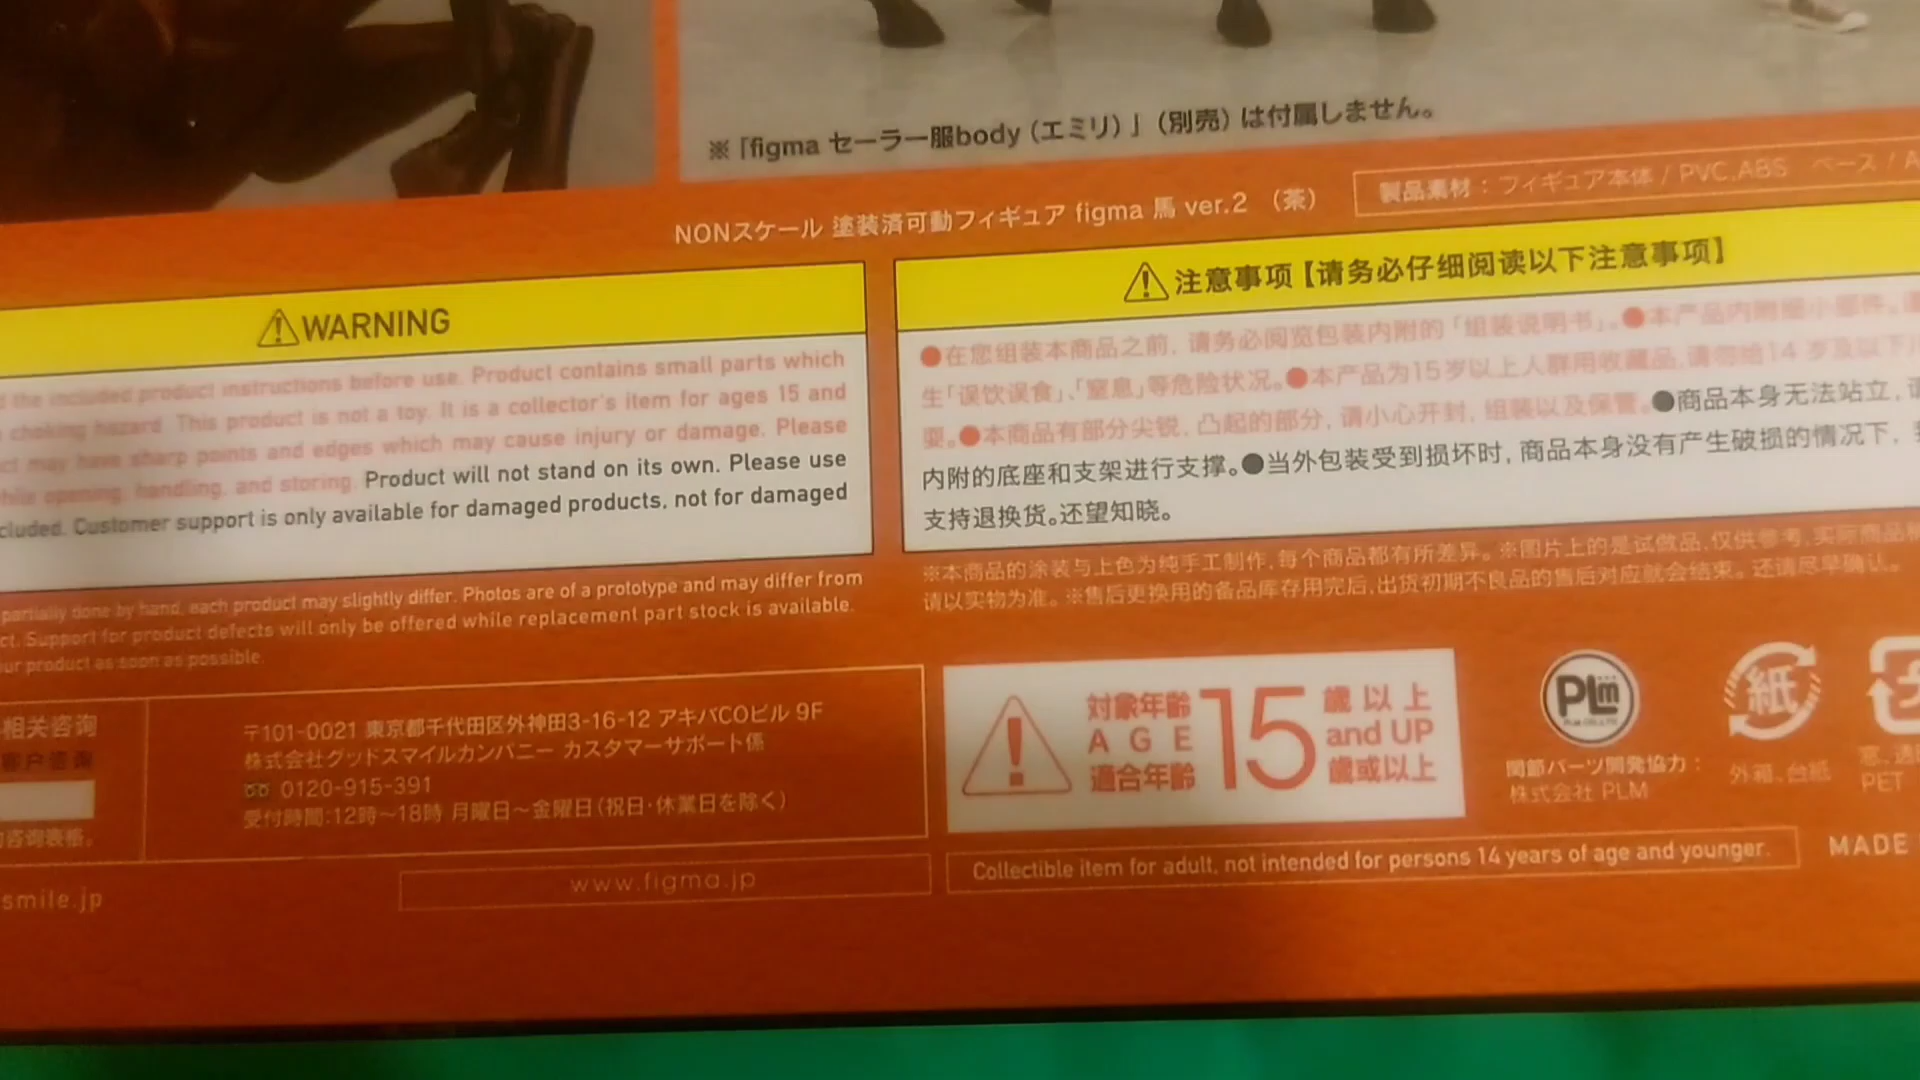 ※「figma セーラー服body（エミリ）」（別売）は付属しません。
NONスケール 塗装済可動フィギュア figma 馬 ver.2 （茶）
製品素材：フィギュア本体 / PVC,ABS ベース / A
WARNING
the included product instructions before use. Product contains small parts which
choking hazard. This product is not a toy. It is a collector's item for ages 15 and
may have sharp points and edges which may cause injury or damage. Please
while opening, handling, and storing. Product will not stand on its own. Please use
cluded. Customer support is only available for damaged products, not for damaged
partially done by hand, each product may slightly differ. Photos are of a prototype and may differ from
ct. Support for product defects will only be offered while replacement part stock is available.
ur product as soon as possible.
注意事项【请务必仔细阅读以下注意事项】
●在您组装本商品之前，请务必阅览包装内附的「组装说明书」。●本产品内附细小部件。
生「误饮误食」、「窒息」等危险状况。●本产品为15岁以上人群用收藏品，请勿给14 岁及以下
耍。●本商品有部分尖锐、凸起的部分，请小心开封，组装以及保管。●商品本身无法站立，
内附的底座和支架进行支撑。●当外包装受到损坏时，商品本身没有产生破损的情况下，
支持退换货。还望知晓。
※本商品的涂装与上色为纯手工制作，每个商品都有所差异。※图片上的是试做品，仅供参考，实际商品
请以实物为准。※售后更换用的备品库存用完后，出货初期不良品的售后对应就会结束。还请尽早确认。
相关咨询
客户咨询
咨询表格。
smile.jp
〒101-0021 東京都千代田区外神田3-16-12 アキバCOビル 9F
株式会社グッドスマイルカンパニー カスタマーサポート係
0120-915-391
受付時間：12時〜18時 月曜日〜金曜日（祝日・休業日を除く）
www.figma.jp
対象年齢 15 歳以上
AGE and UP
適合年齡 歲或以上
Collectible item for adult, not intended for persons 14 years of age and younger.
PLM
関節パーツ開発協力：
株式会社 PLM
紙
外箱、台紙
PET
MADE